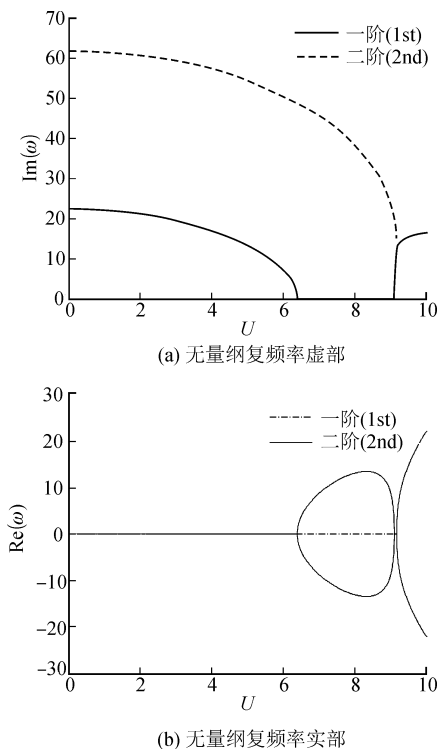 70
一阶(1st)
60
二阶(2nd)
50
40
Im(ω)
30
20
10
0
0 2 4 6 8 10
U
(a) 无量纲复频率虚部
30
一阶(1st)
20
二阶(2nd)
10
Re(ω)
0
-10
-20
-30
0 2 4 6 8 10
U
(b) 无量纲复频率实部